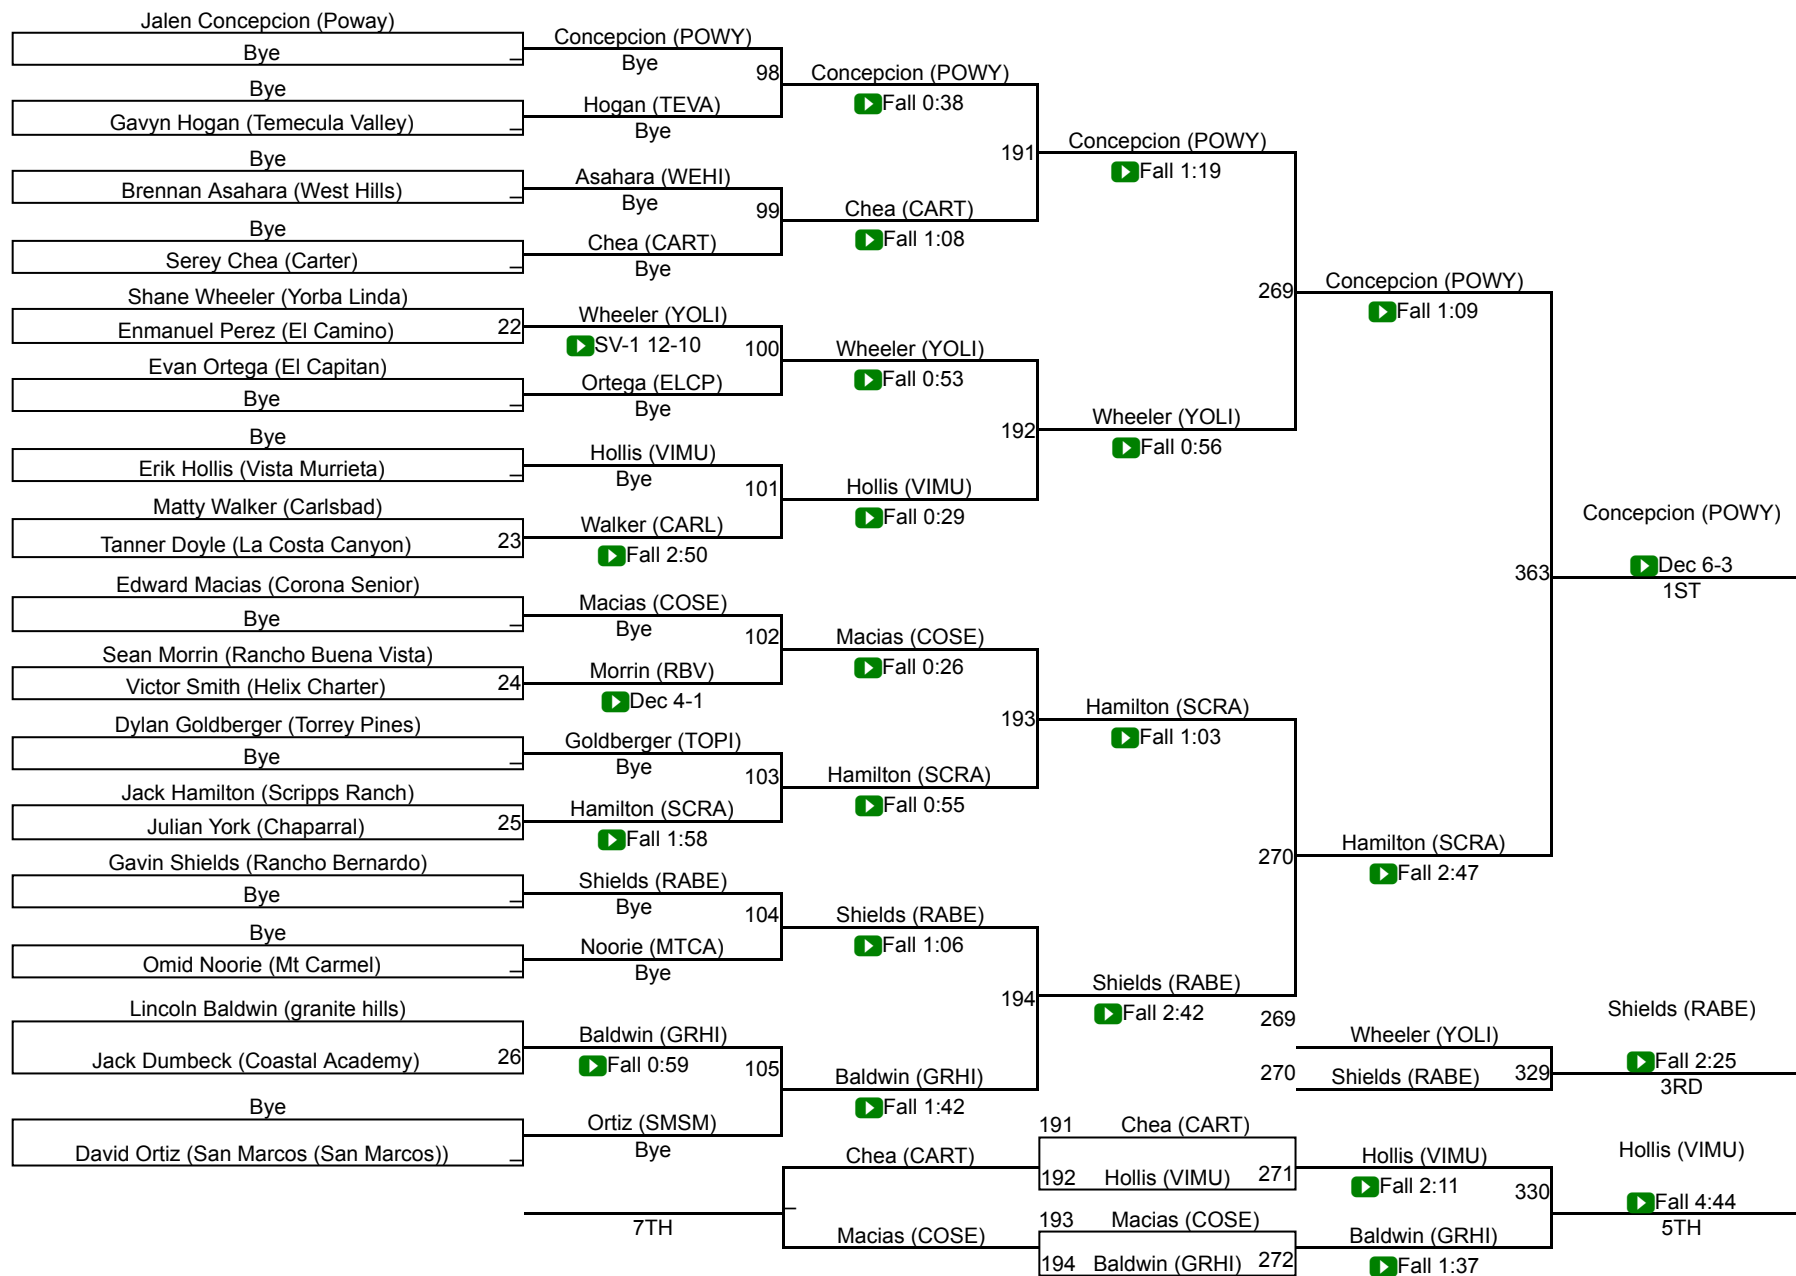 Jalen Concepcion (Poway)
Bye
Bye
Gavyn Hogan (Temecula Valley)
Bye
Brennan Asahara (West Hills)
Bye
Serey Chea (Carter)
Shane Wheeler (Yorba Linda)
Enmanuel Perez (El Camino) 22
Evan Ortega (El Capitan)
Bye
Bye
Erik Hollis (Vista Murrieta)
Matty Walker (Carlsbad)
Tanner Doyle (La Costa Canyon) 23
Edward Macias (Corona Senior)
Bye
Sean Morrin (Rancho Buena Vista)
Victor Smith (Helix Charter) 24
Dylan Goldberger (Torrey Pines)
Bye
Jack Hamilton (Scripps Ranch)
Julian York (Chaparral) 25
Gavin Shields (Rancho Bernardo)
Bye
Bye
Omid Noorie (Mt Carmel)
Lincoln Baldwin (granite hills)
Jack Dumbeck (Coastal Academy) 26
Bye
David Ortiz (San Marcos (San Marcos))
Concepcion (POWY)
Bye
98
Hogan (TEVA)
Bye
Asahara (WEHI)
Bye
99
Chea (CART)
Bye
Wheeler (YOLI)
SV-1 12-10
100
Ortega (ELCP)
Bye
Hollis (VIMU)
Bye
101
Walker (CARL)
Fall 2:50
Macias (COSE)
Bye
102
Morrin (RBV)
Dec 4-1
Goldberger (TOPI)
Bye
103
Hamilton (SCRA)
Fall 1:58
Shields (RABE)
Bye
104
Noorie (MTCA)
Bye
Baldwin (GRHI)
Fall 0:59
105
Ortiz (SMSM)
Bye
Concepcion (POWY)
Fall 0:38
191
Chea (CART)
Fall 1:08
Wheeler (YOLI)
Fall 0:53
192
Hollis (VIMU)
Fall 0:29
Macias (COSE)
Fall 0:26
193
Hamilton (SCRA)
Fall 0:55
Shields (RABE)
Fall 1:06
194
Baldwin (GRHI)
Fall 1:42
Concepcion (POWY)
Fall 1:19
269
Wheeler (YOLI)
Fall 0:56
Hamilton (SCRA)
Fall 1:03
270
Shields (RABE)
Fall 2:42
Concepcion (POWY)
Fall 1:09
363
Hamilton (SCRA)
Fall 2:47
Concepcion (POWY)
Dec 6-3
1ST
269 Wheeler (YOLI)
270 Shields (RABE) 329
Shields (RABE)
Fall 2:25
3RD
191 Chea (CART)
192 Hollis (VIMU) 271
193 Macias (COSE)
194 Baldwin (GRHI) 272
Hollis (VIMU)
Fall 2:11
330
Baldwin (GRHI)
Fall 1:37
Hollis (VIMU)
Fall 4:44
5TH
Chea (CART)
Macias (COSE)
7TH